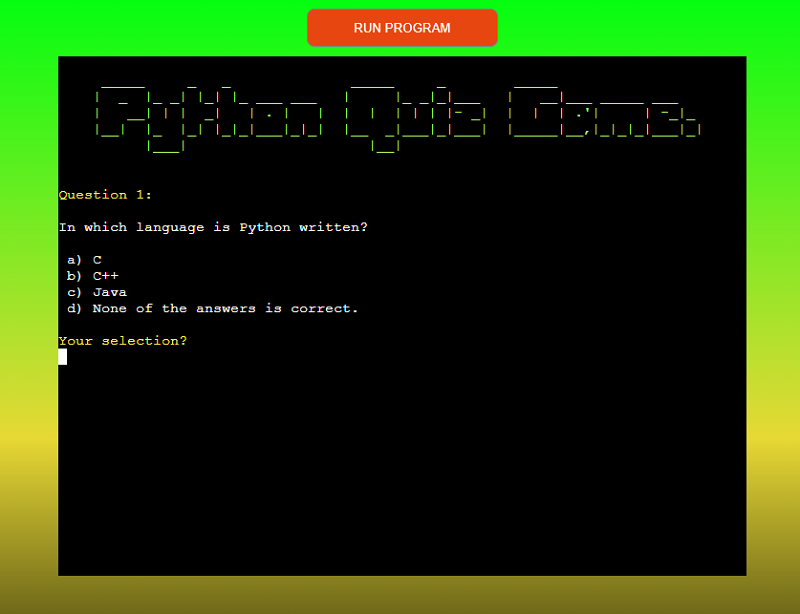 RUN PROGRAM
Python Quiz Game.
Question 1:
In which language is Python written?
a) C
b) C++
c) Java
d) None of the answers is correct.
Your selection?